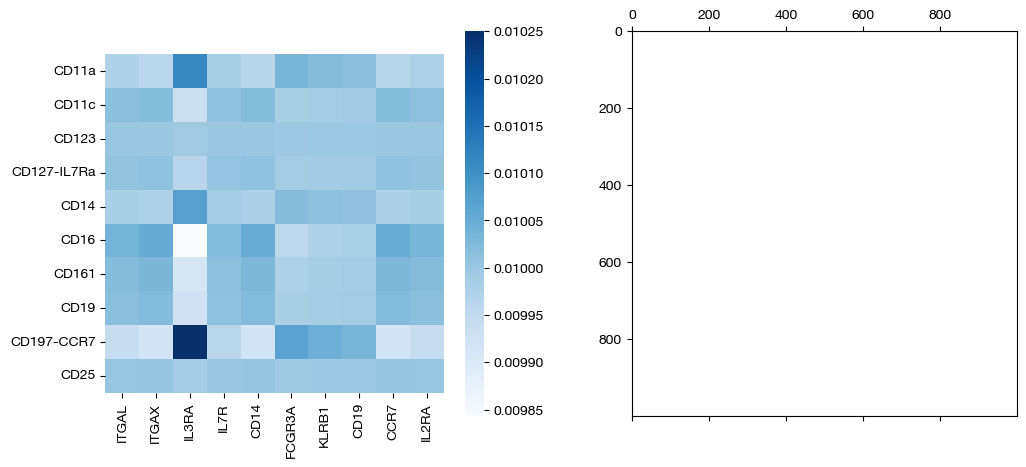 CD11a
CD11c
CD123
CD127-IL7Ra
CD14
CD16
CD161
CD19
CD197-CCR7
CD25
ITGAL
ITGAX
IL3RA
IL7R
CD14
FCGR3A
KLRB1
CD19
CCR7
IL2RA
0.01025
0.01020
0.01015
0.01010
0.01005
0.01000
0.00995
0.00990
0.00985
0 200 400 600 800
0
200
400
600
800